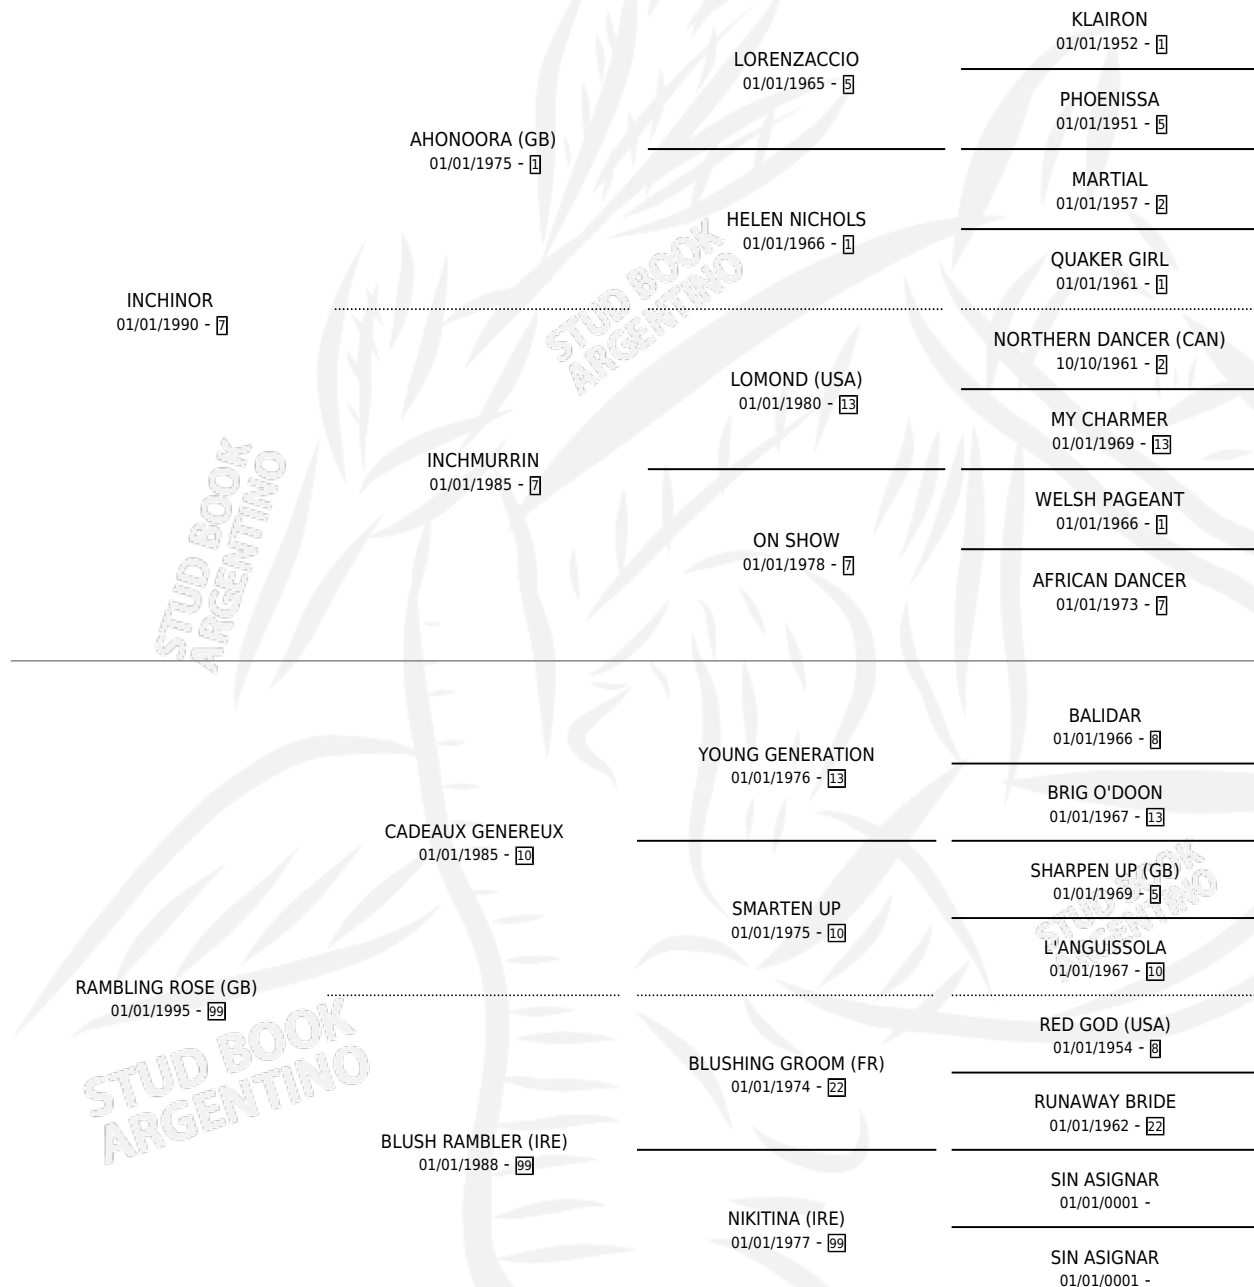 KLAIRON
01/01/1952 - 1
LORENZACCIO
01/01/1965 - 5
PHOENISSA
01/01/1951 - 5
AHONOORA (GB)
01/01/1975 - 1
MARTIAL
01/01/1957 - 2
HELEN NICHOLS
01/01/1966 - 1
QUAKER GIRL
01/01/1961 - 1
STUD BOOK
ARGENTINO
INCHINOR
01/01/1990 - 7
NORTHERN DANCER (CAN)
10/10/1961 - 2
LOMOND (USA)
01/01/1980 - 13
MY CHARMER
01/01/1969 - 13
INCHMURRIN
01/01/1985 - 7
WELSH PAGEANT
01/01/1966 - 1
ON SHOW
01/01/1978 - 7
AFRICAN DANCER
01/01/1973 - 7
STUD BOOK
ARGENTINO
BALIDAR
01/01/1966 - 8
YOUNG GENERATION
01/01/1976 - 13
BRIG O'DOON
01/01/1967 - 13
CADEAUX GENEREUX
01/01/1985 - 10
SHARPEN UP (GB)
01/01/1969 - 5
SMARTEN UP
01/01/1975 - 10
L'ANGUISSOLA
01/01/1967 - 10
STUD BOOK
ARGENTINO
RAMBLING ROSE (GB)
01/01/1995 - 99
RED GOD (USA)
01/01/1954 - 8
BLUSHING GROOM (FR)
01/01/1974 - 22
RUNAWAY BRIDE
01/01/1962 - 22
STUD BOOK
ARGENTINO
BLUSH RAMBLER (IRE)
01/01/1988 - 99
SIN ASIGNAR
01/01/0001 -
NIKITINA (IRE)
01/01/1977 - 99
SIN ASIGNAR
01/01/0001 -